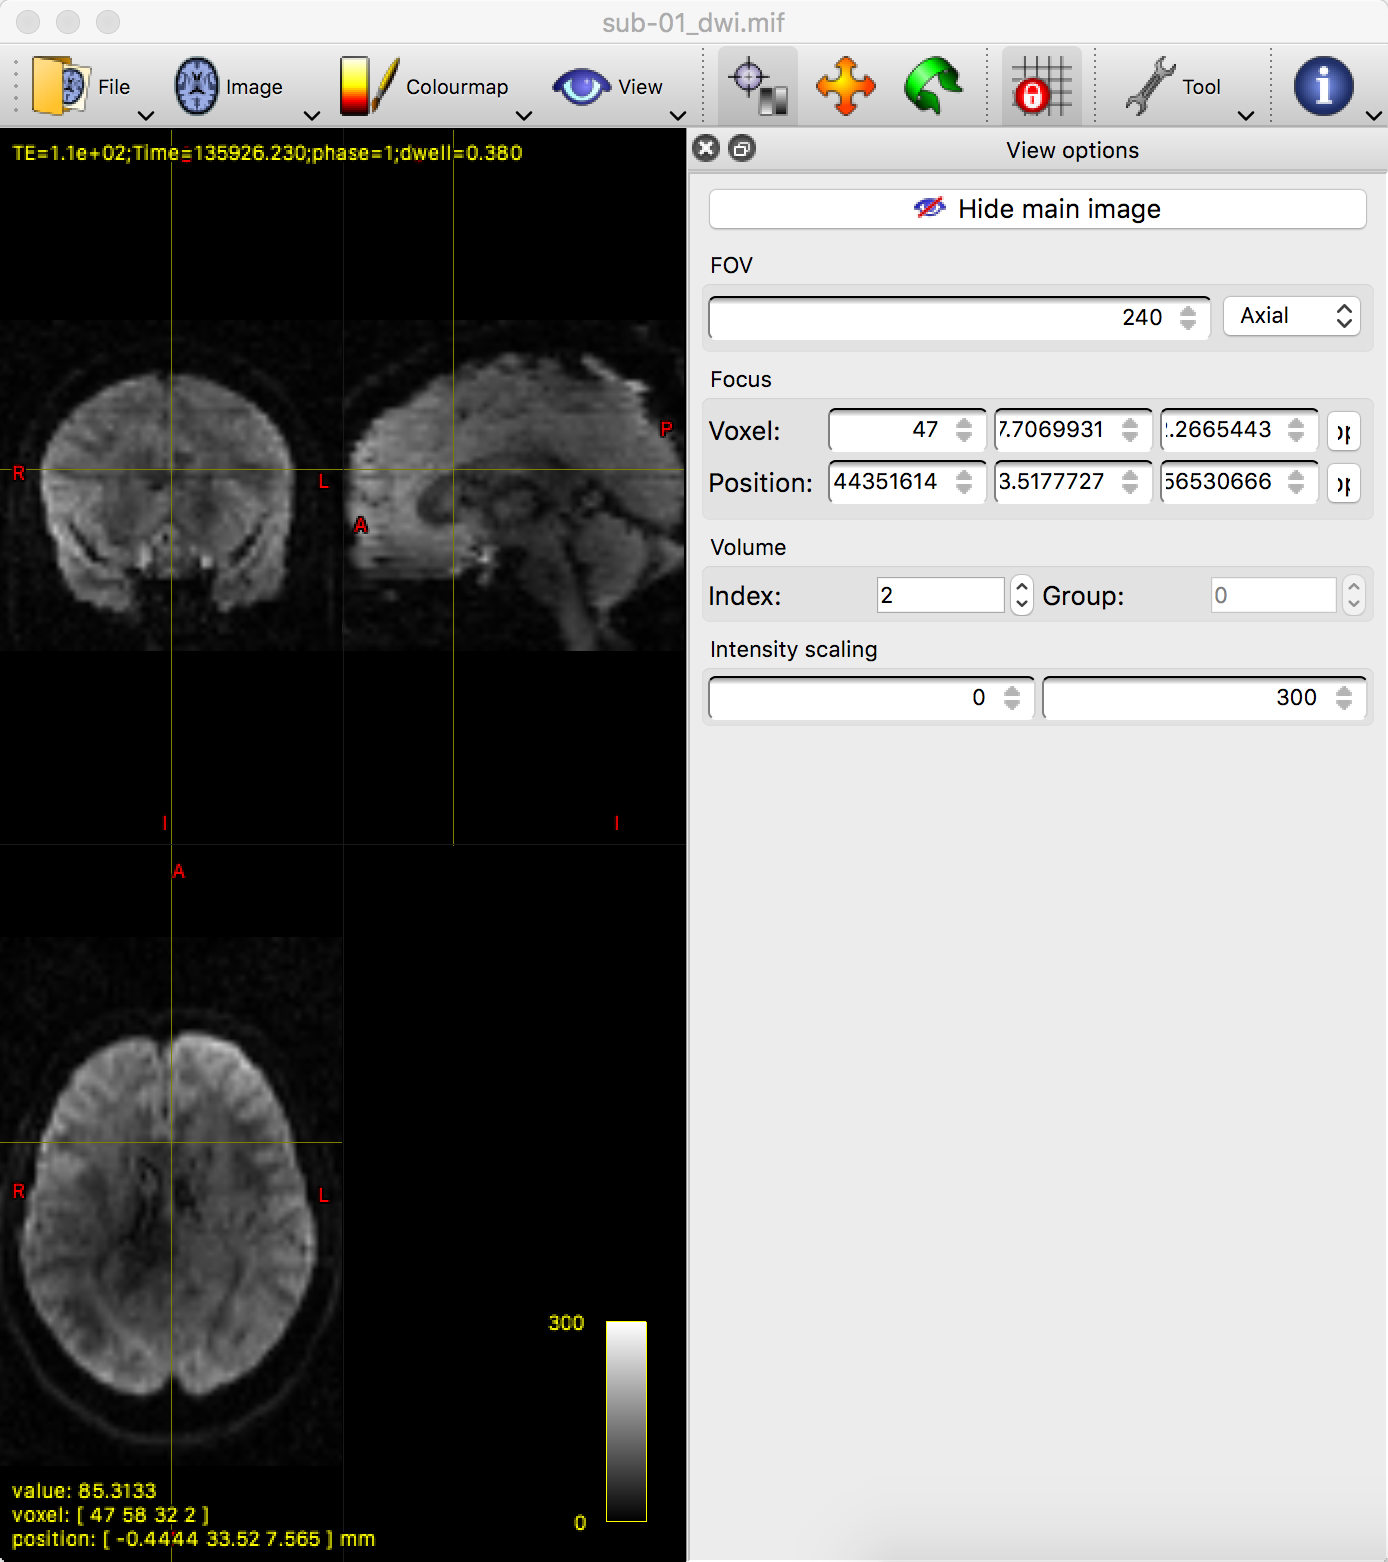 sub-01_dwi.mif
File Image Colourmap View Tool
TE=1.1e+02;Time=135926.230;phase=1;dwell=0.380
View options
Hide main image
FOV
240 Axial
Focus
Voxel: 47 7.7069931 .2665443
Position: 44351614 3.5177727 56530666
Volume
Index: 2 Group: 0
Intensity scaling
0 300
R L A P
I I
A
R L
300
0
value: 85.3133
voxel: [ 47 58 32 2 ]
position: [ -0.4444 33.52 7.565 ] mm